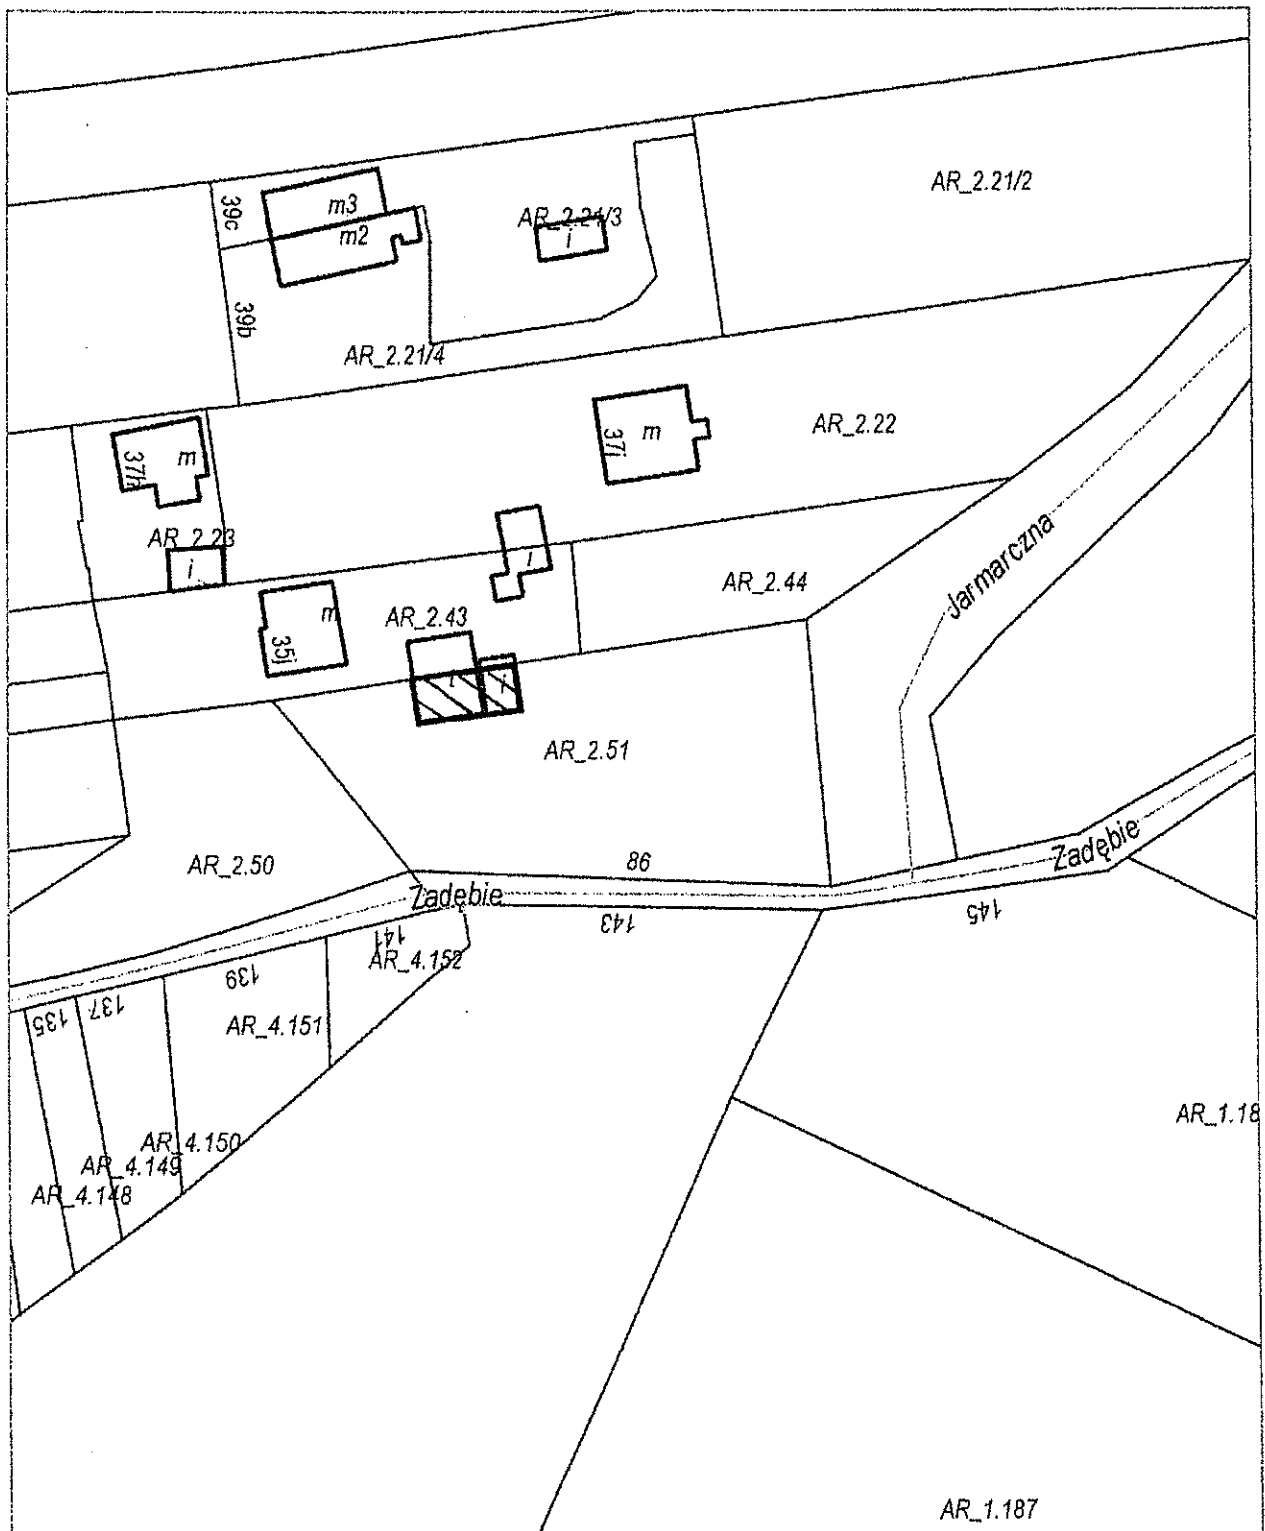 AR_2.21/2
39c
m3
AR_2.21/3
m2
i
39b
AR_2.21/4
AR_2.22
37i
m
37h
m
AR_2.23
i
i
Jarmarczna
AR_2.44
m
AR_2.43
35j
i
i
AR_2.51
Zadębie
AR_2.50
86
Zadębie
143
145
141
AR_4.152
139
137
135
AR_4.151
AR_1.18
AR_4.150
AR_4.149
AR_4.148
AR_1.187